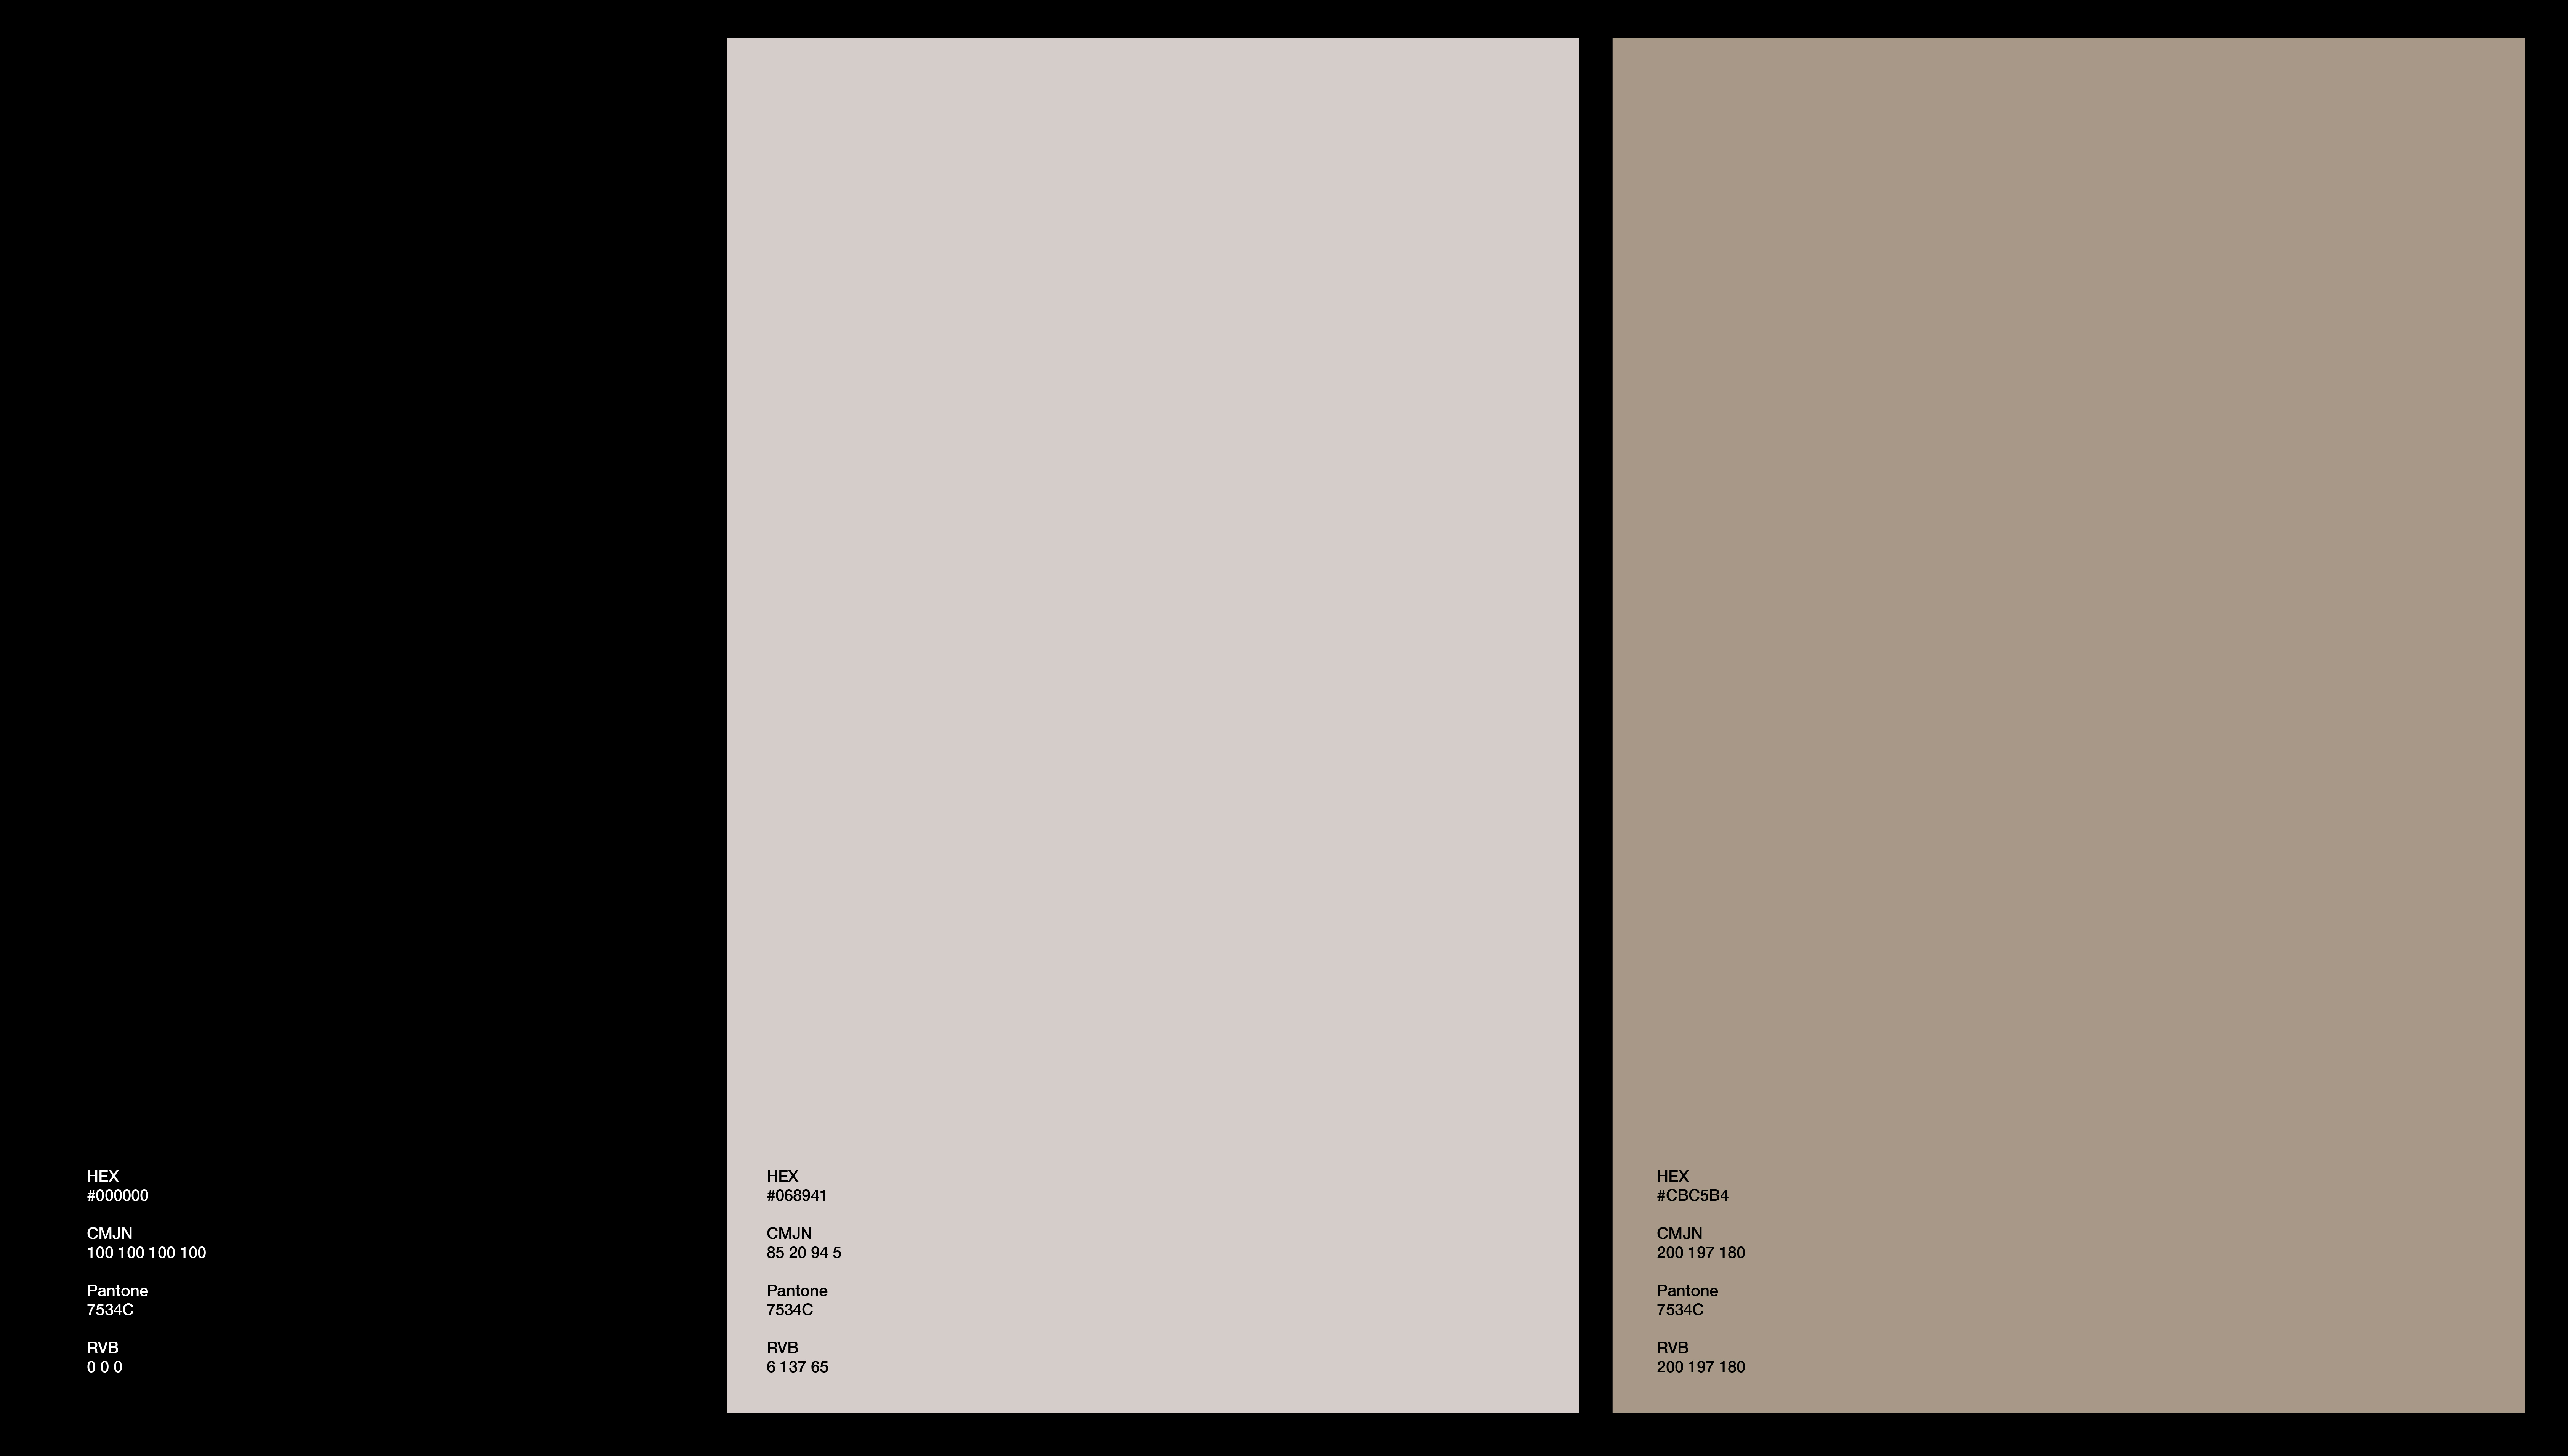 HEX
#000000
CMJN
100 100 100 100
Pantone
7534C
RVB
0 0 0
HEX
#068941
CMJN
85 20 94 5
Pantone
7534C
RVB
6 137 65
HEX
#CBC5B4
CMJN
200 197 180
Pantone
7534C
RVB
200 197 180